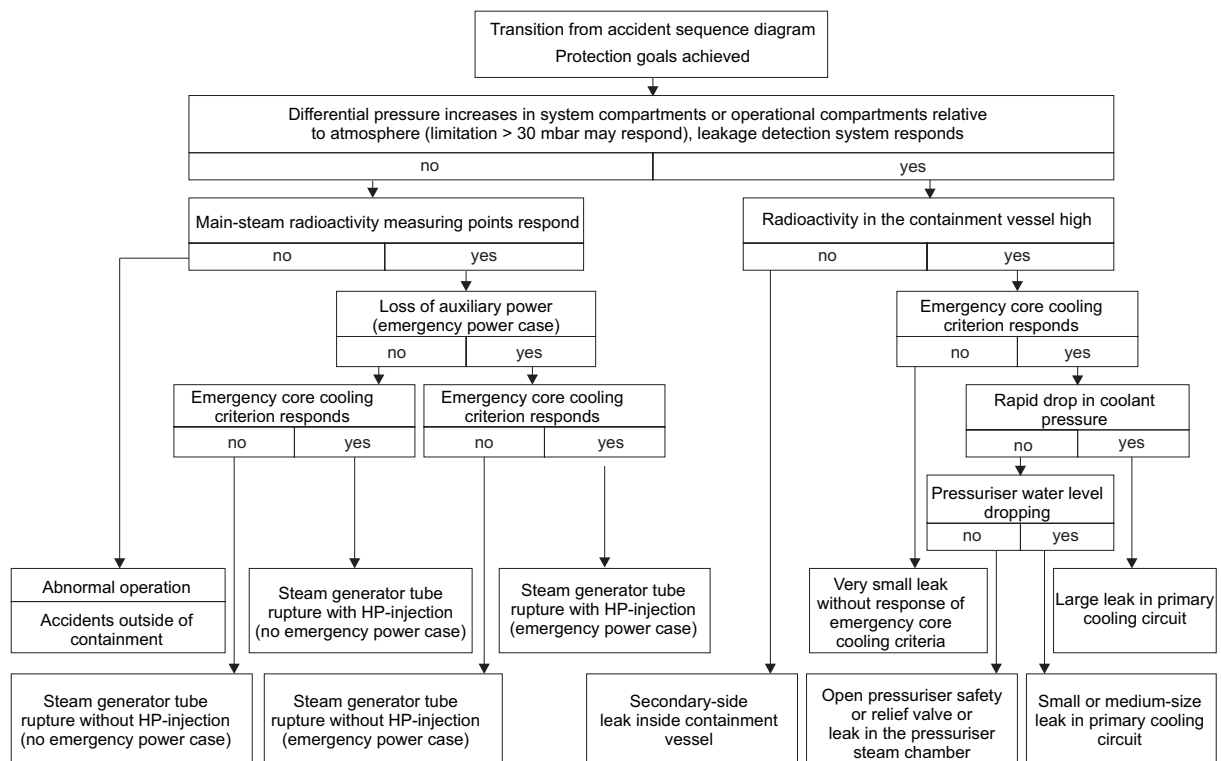 Transition from accident sequence diagram
Protection goals achieved
Differential pressure increases in system compartments or operational compartments relative
to atmosphere (limitation > 30 mbar may respond), leakage detection system responds
no
yes
Main-steam radioactivity measuring points respond
no
yes
Radioactivity in the containment vessel high
no
yes
Loss of auxiliary power
(emergency power case)
no
yes
Emergency core cooling
criterion responds
no
yes
Emergency core cooling
criterion responds
no
yes
Emergency core cooling
criterion responds
no
yes
Rapid drop in coolant
pressure
no
yes
Pressuriser water level
dropping
no
yes
Abnormal operation
Accidents outside of
containment
Steam generator tube
rupture with HP-injection
(no emergency power case)
Steam generator tube
rupture with HP-injection
(emergency power case)
Very small leak
without response of
emergency core
cooling criteria
Large leak in primary
cooling circuit
Steam generator tube
rupture without HP-injection
(no emergency power case)
Steam generator tube
rupture without HP-injection
(emergency power case)
Secondary-side
leak inside containment
vessel
Open pressuriser safety
or relief valve or
leak in the pressuriser
steam chamber
Small or medium-size
leak in primary cooling
circuit